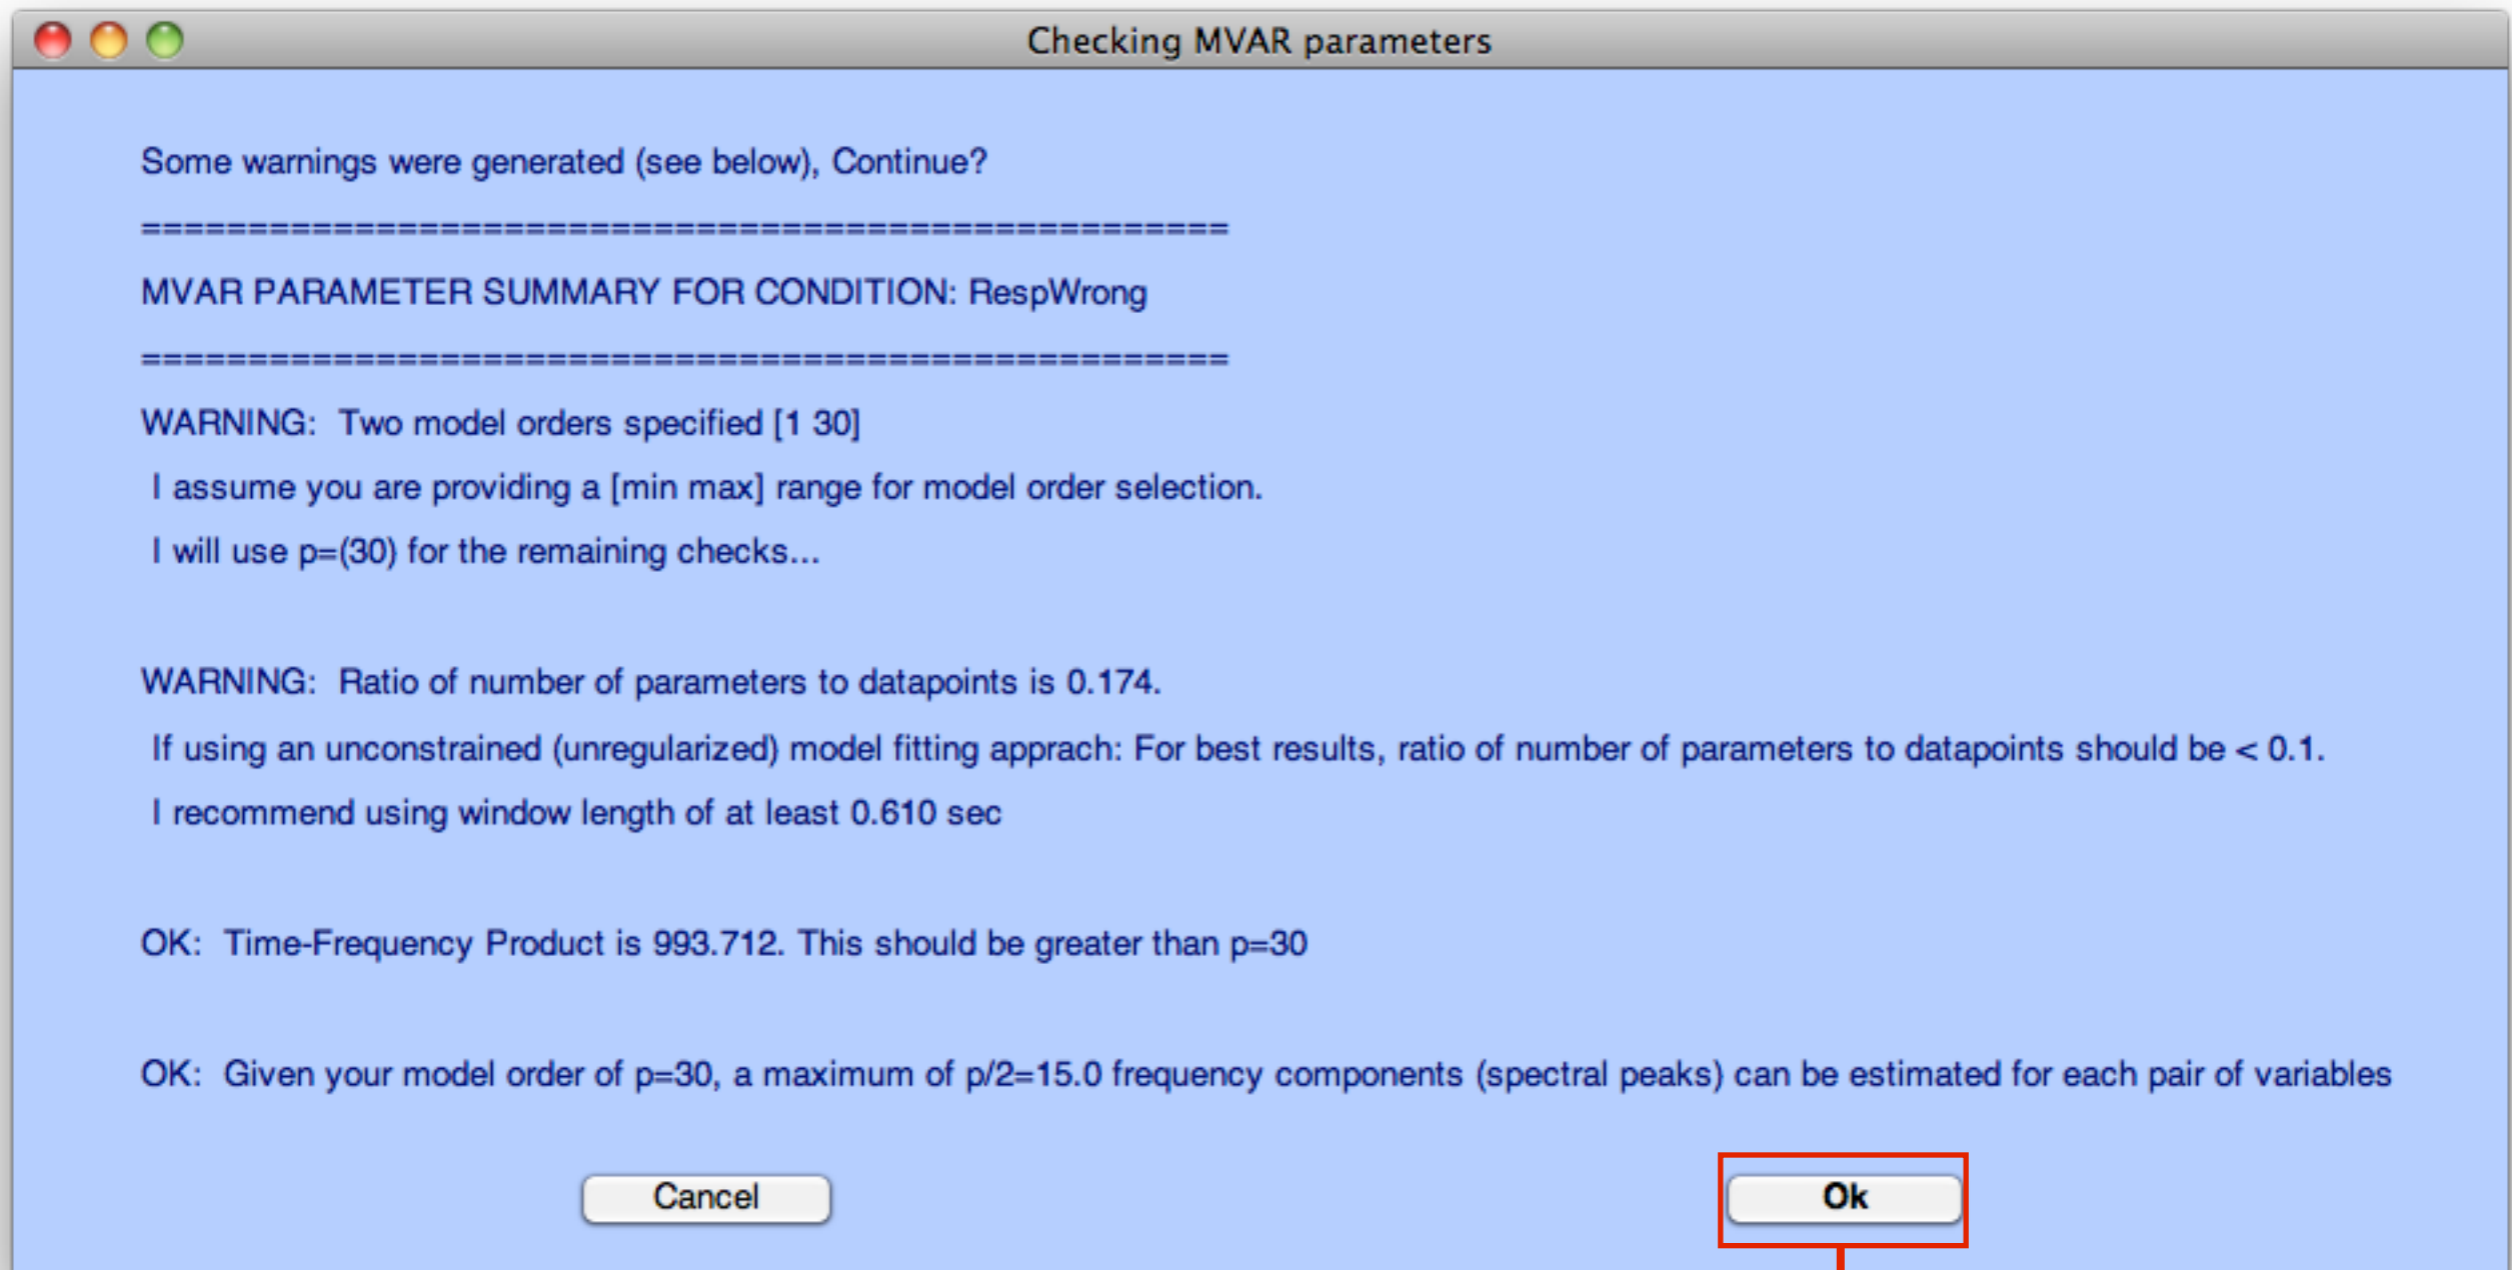 Checking MVAR parameters
Some warnings were generated (see below), Continue?
===================================================
MVAR PARAMETER SUMMARY FOR CONDITION: RespWrong
===================================================
WARNING:  Two model orders specified [1 30]
I assume you are providing a [min max] range for model order selection.
I will use p=(30) for the remaining checks...
WARNING:  Ratio of number of parameters to datapoints is 0.174.
If using an unconstrained (unregularized) model fitting apprach: For best results, ratio of number of parameters to datapoints should be < 0.1.
I recommend using window length of at least 0.610 sec
OK:  Time-Frequency Product is 993.712. This should be greater than p=30
OK:  Given your model order of p=30, a maximum of p/2=15.0 frequency components (spectral peaks) can be estimated for each pair of variables
Cancel
Ok